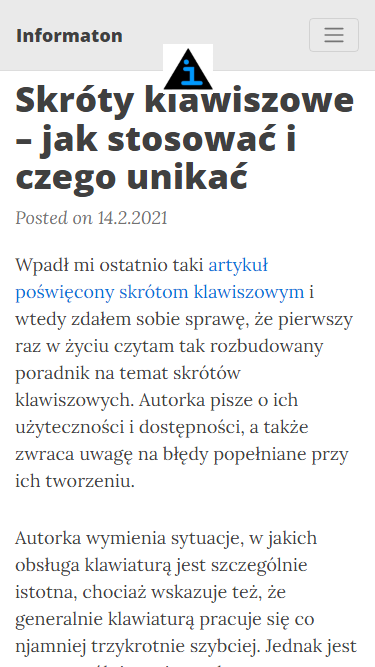 Informaton
i
Skróty klawiszowe
– jak stosować i
czego unikać
Posted on 14.2.2021
Wpadł mi ostatnio taki artykuł
poświęcony skrótom klawiszowym i
wtedy zdałem sobie sprawę, że pierwszy
raz w życiu czytam tak rozbudowany
poradnik na temat skrótów
klawiszowych. Autorka pisze o ich
użyteczności i dostępności, a także
zwraca uwagę na błędy popełniane przy
ich tworzeniu.
Autorka wymienia sytuacje, w jakich
obsługa klawiaturą jest szczególnie
istotna, chociaż wskazuje też, że
generalnie klawiaturą pracuje się co
njamniej trzykrotnie szybciej. Jednak jest